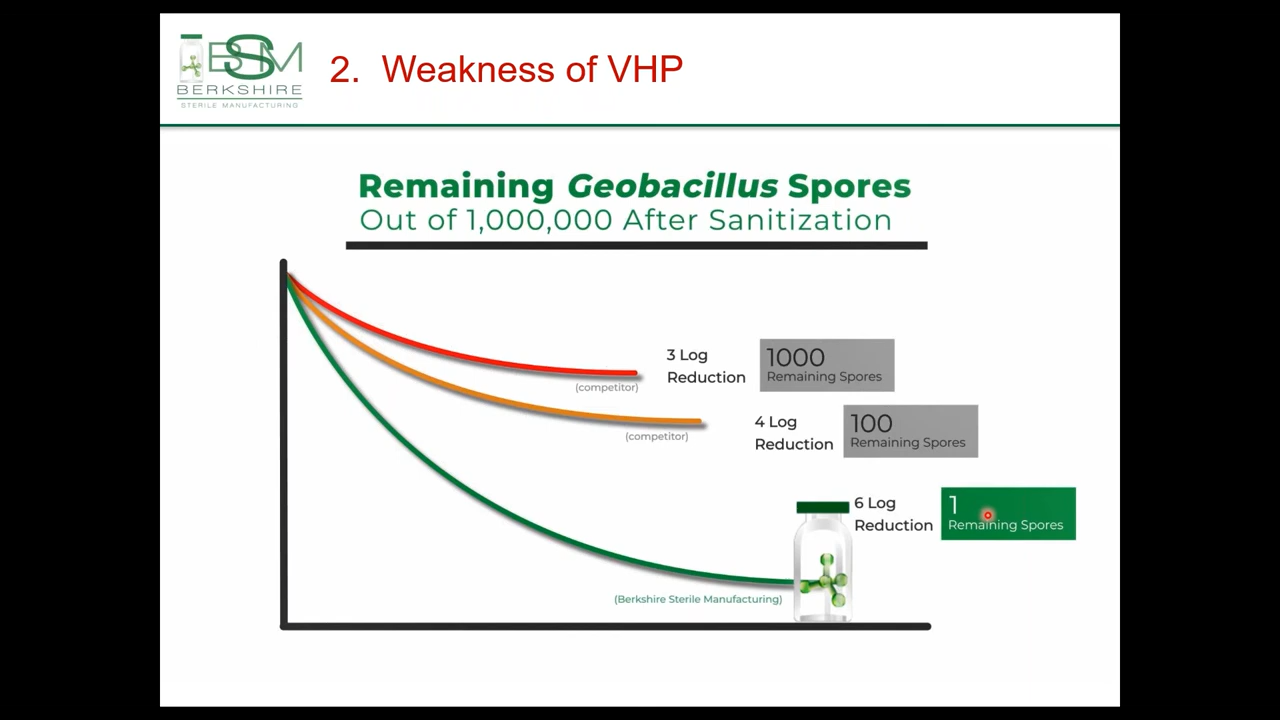 BSM
BERKSHIRE
STERILE MANUFACTURING
2. Weakness of VHP
Remaining Geobacillus Spores
Out of 1,000,000 After Sanitization
3 Log
Reduction
1000
Remaining Spores
(competitor)
4 Log
Reduction
100
Remaining Spores
(competitor)
6 Log
Reduction
1
Remaining Spores
(Berkshire Sterile Manufacturing)